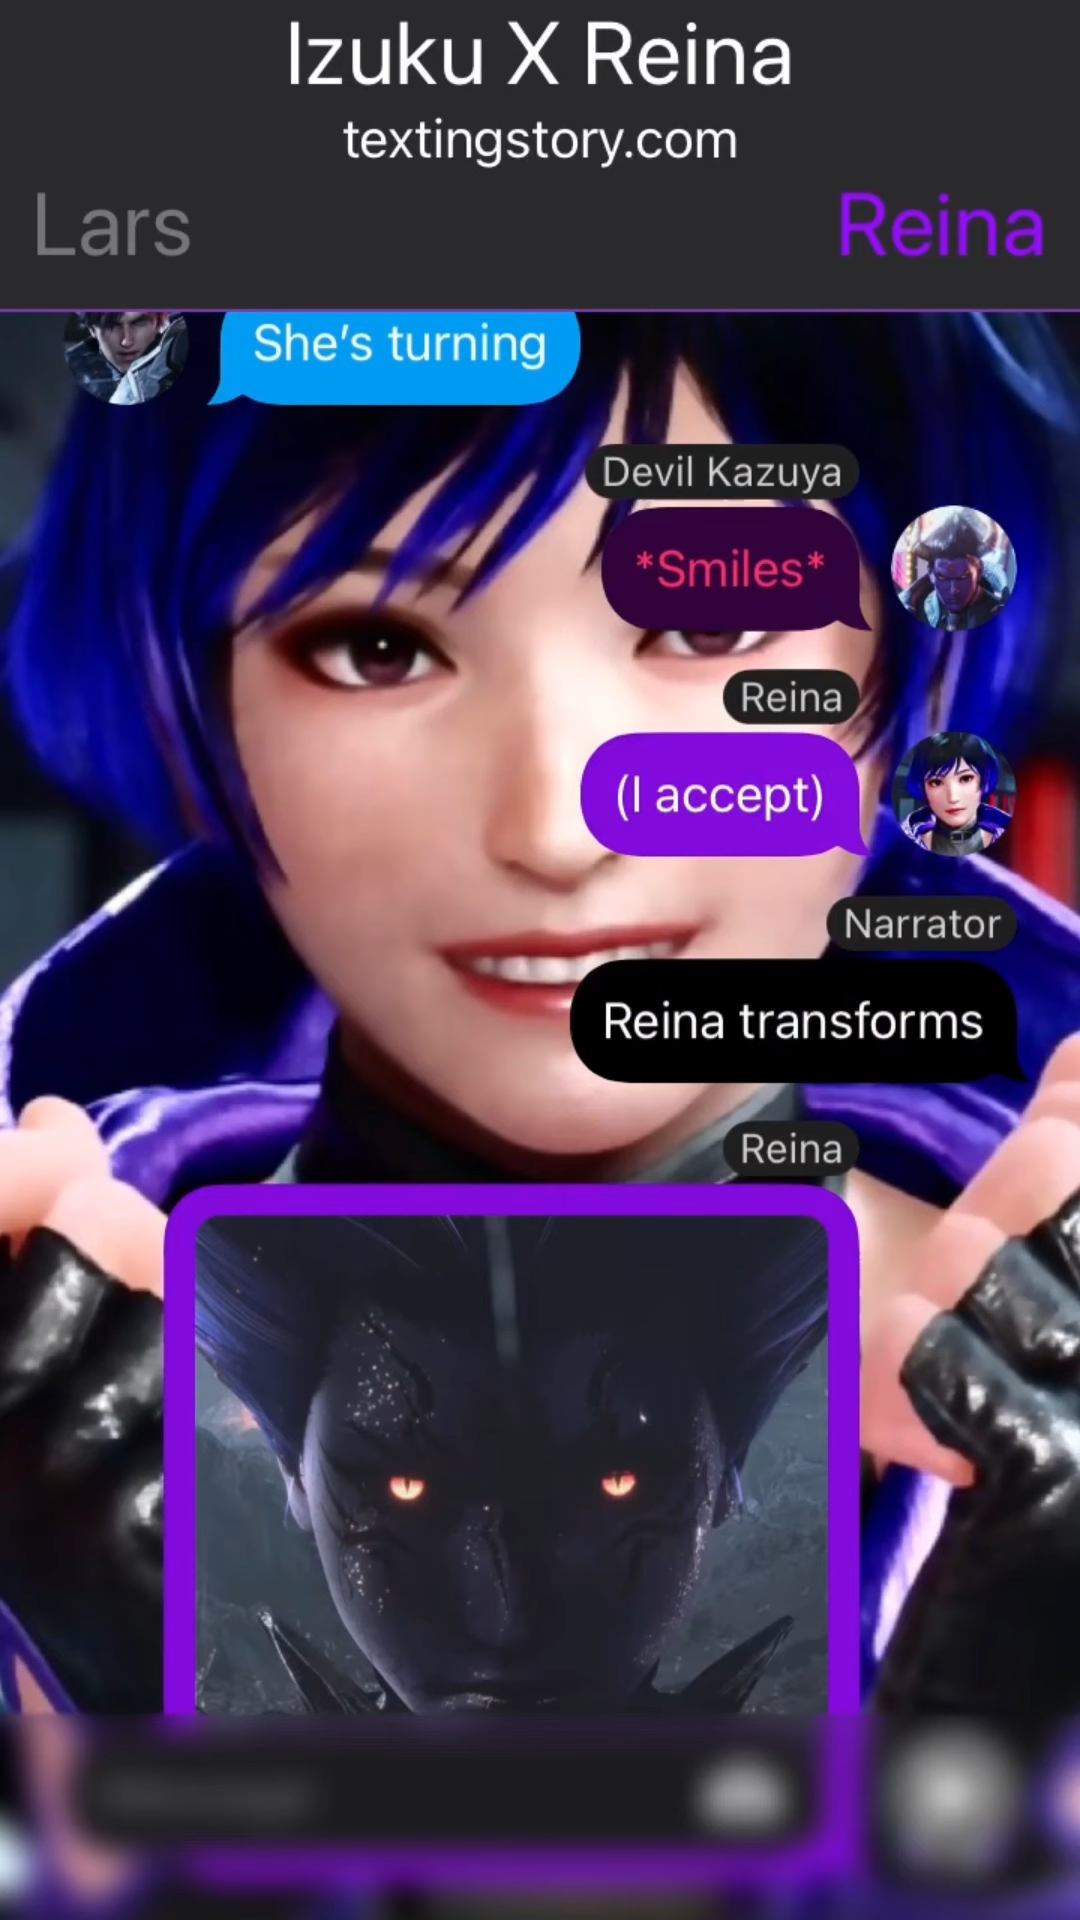 Izuku X Reina
textingstory.com
Lars
Reina
She’s turning
Devil Kazuya
*Smiles*
Reina
(I accept)
Narrator
Reina transforms
Reina